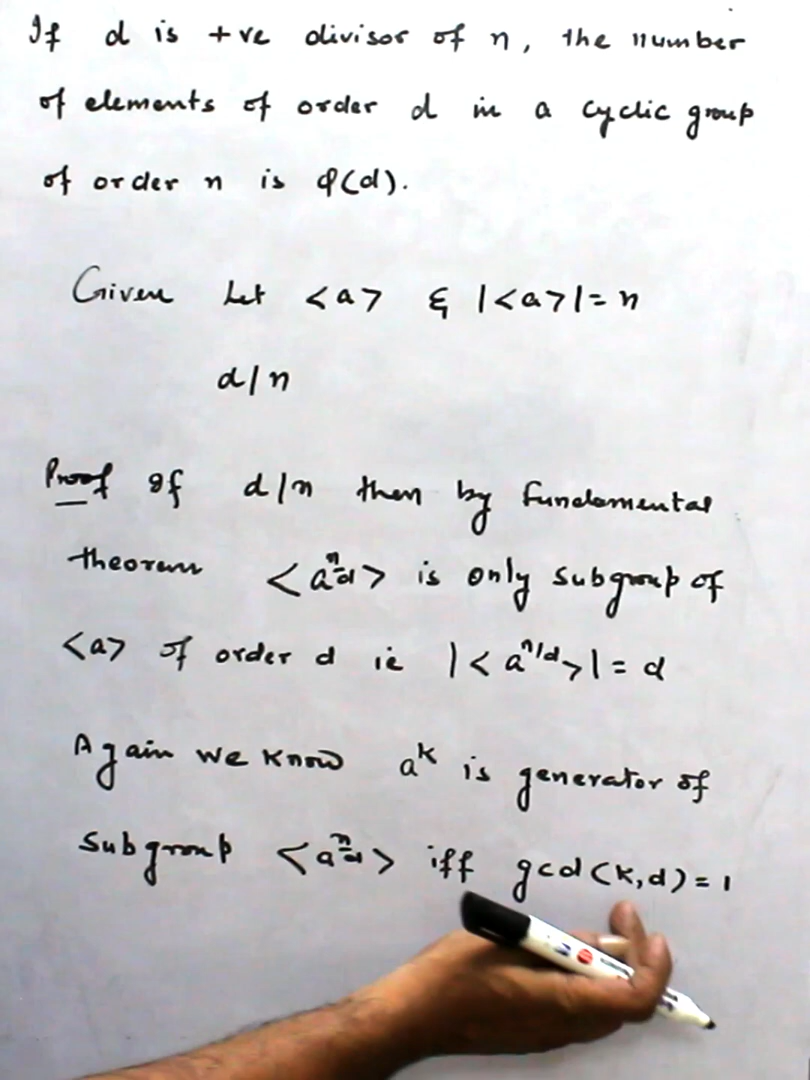 If d is +ve divisor of n, the number
of elements of order d in a cyclic group
of order n is φ(d).
Given Let <a> & |<a>| = n
d/n
Proof If d/n then by fundamental
theorem <a^{n/d}> is only subgroup of
<a> of order d ie |<a^{n/d}>| = d
Again we know a^k is generator of
subgroup <a^{n/d}> iff gcd(k,d) = 1